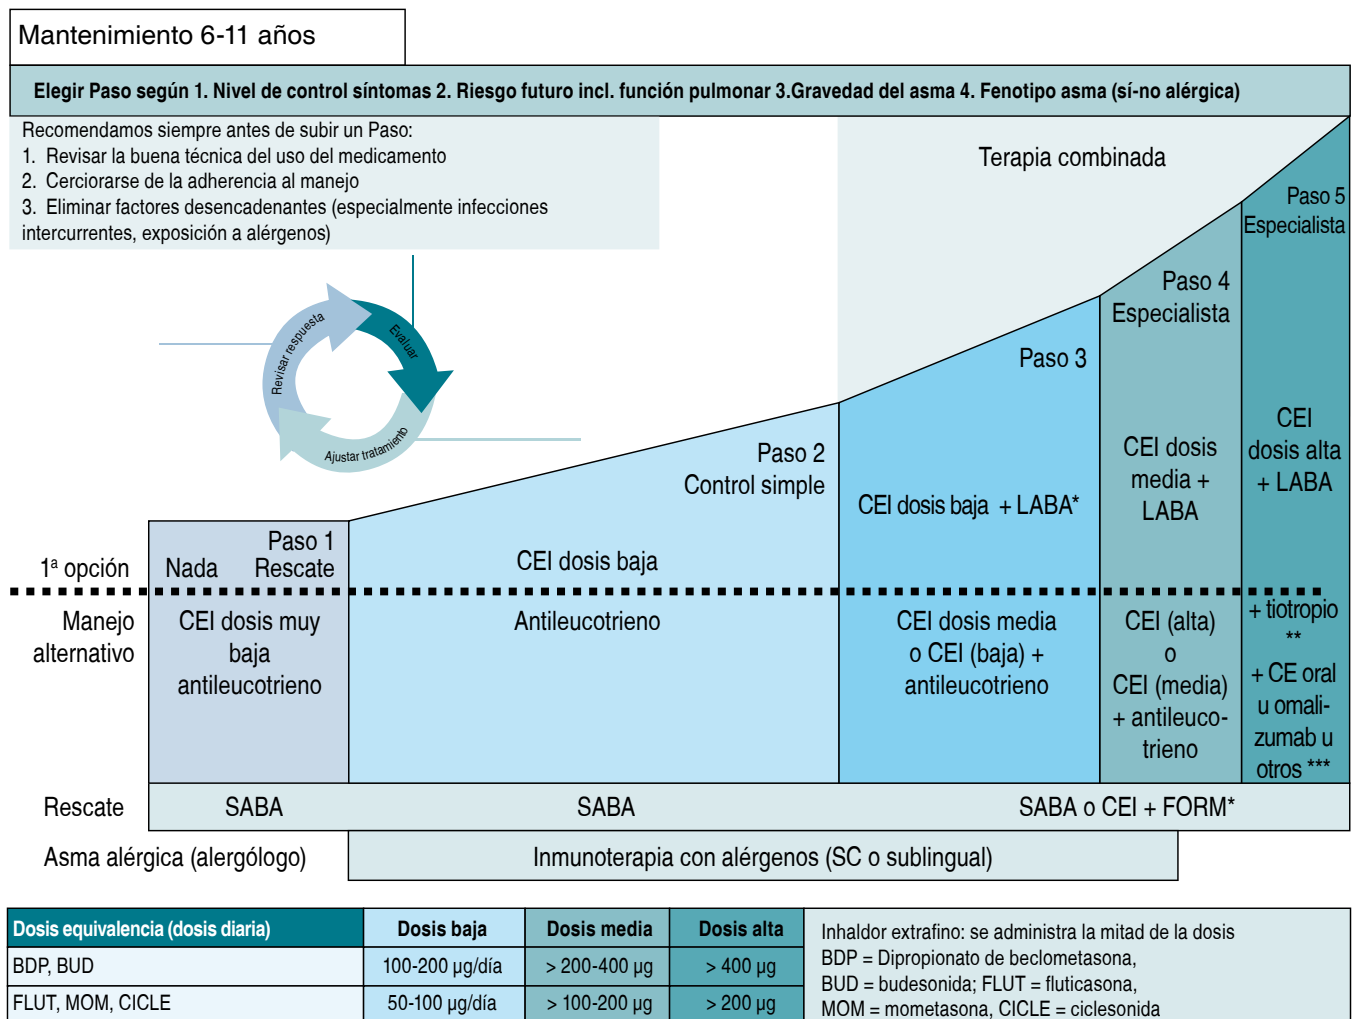 Mantenimiento 6-11 años
Elegir Paso según 1. Nivel de control síntomas 2. Riesgo futuro incl. función pulmonar 3.Gravedad del asma 4. Fenotipo asma (sí-no alérgica)
Recomendamos siempre antes de subir un Paso:
1. Revisar la buena técnica del uso del medicamento
2. Cerciorarse de la adherencia al manejo
3. Eliminar factores desencadenantes (especialmente infecciones
intercurrentes, exposición a alérgenos)
Terapia combinada
Revisar respuesta
Evaluar
Ajustar tratamiento
1ª opción
Manejo
alternativo
Paso 1
Nada Rescate
CEI dosis muy
baja
antileucotrieno
Paso 2
Control simple
CEI dosis baja
Antileucotrieno
Paso 3
CEI dosis baja + LABA*
CEI dosis media
o CEI (baja) +
antileucotrieno
Paso 4
Especialista
CEI dosis
media +
LABA
CEI (alta)
o
CEI (media)
+ antileuco-
trieno
Paso 5
Especialista
CEI
dosis alta
+ LABA
+ tiotropio
**
+ CE oral
u omali-
zumab u
otros ***
Rescate SABA SABA SABA o CEI + FORM*
Asma alérgica (alergólogo) Inmunoterapia con alérgenos (SC o sublingual)
Dosis equivalencia (dosis diaria) Dosis baja Dosis media Dosis alta
BDP, BUD 100-200 µg/día > 200-400 µg > 400 µg
FLUT, MOM, CICLE 50-100 µg/día > 100-200 µg > 200 µg
Inhaldor extrafino: se administra la mitad de la dosis
BDP = Dipropionato de beclometasona,
BUD = budesonida; FLUT = fluticasona,
MOM = mometasona, CICLE = ciclesonida